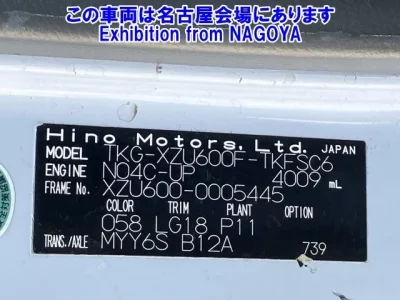 この車両は名古屋会場にあります
Exhibition from NAGOYA
Hino Motors, Ltd. JAPAN
MODEL TKG-XZU600F-TKFSC6
ENGINE N04C-UP 4009 mL
FRAME No. XZU600-0005445
COLOR TRIM PLANT OPTION
058 LG18 P11
TRANS./AXLE MYY6S B12A 739